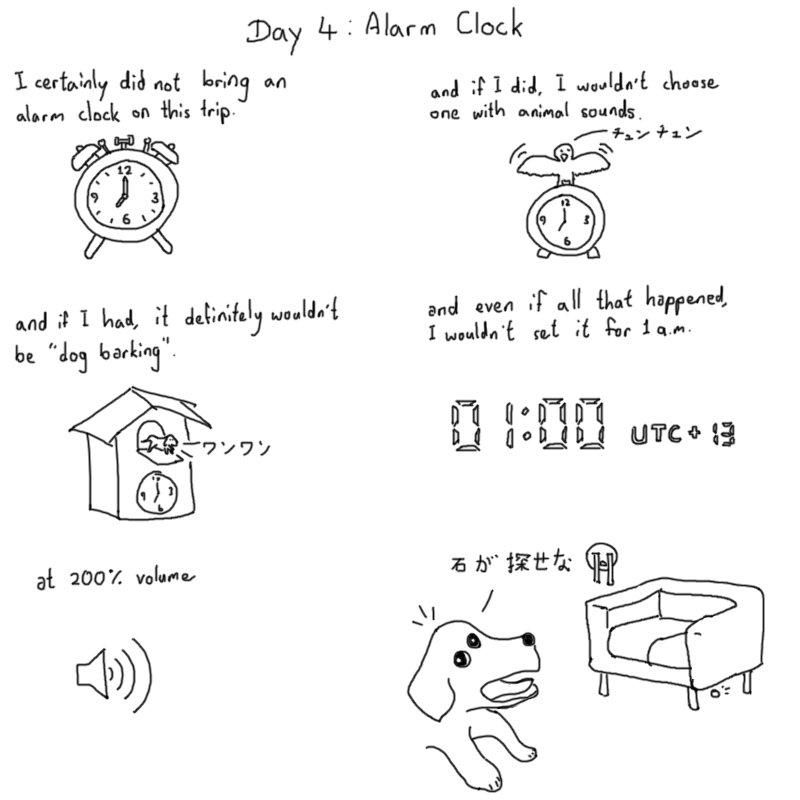 Day 4: Alarm Clock
I certainly did not bring an
alarm clock on this trip.
12
9 3
6
and if I did, I wouldn't choose
one with animal sounds.
チュン チュン
12
9 3
6
and if I had, it definitely wouldn't
be "dog barking".
ワンワン
12
9 3
6
and even if all that happened,
I wouldn't set it for 1 a.m.
01:00 UTC + 13
at 200% volume
石が探せな